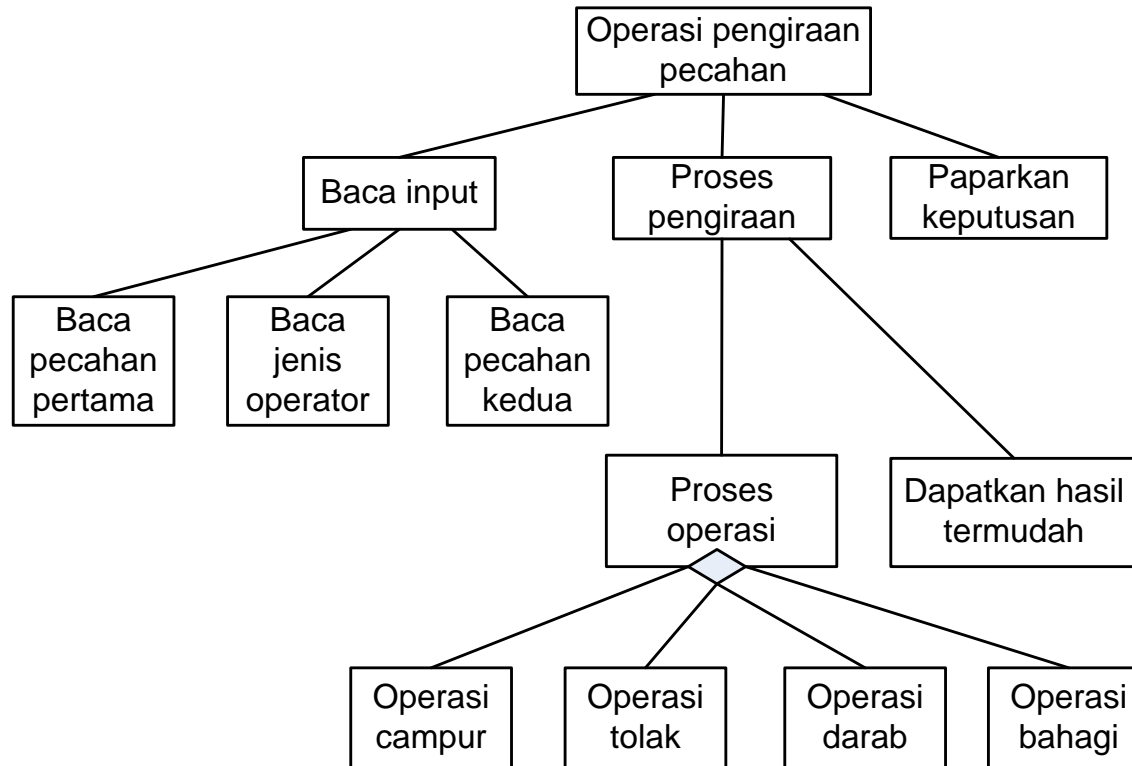 Operasi pengiraan
pecahan
Baca input
Proses
pengiraan
Paparkan
keputusan
Baca
pecahan
pertama
Baca
jenis
operator
Baca
pecahan
kedua
Proses
operasi
Dapatkan hasil
termudah
Operasi
campur
Operasi
tolak
Operasi
darab
Operasi
bahagi